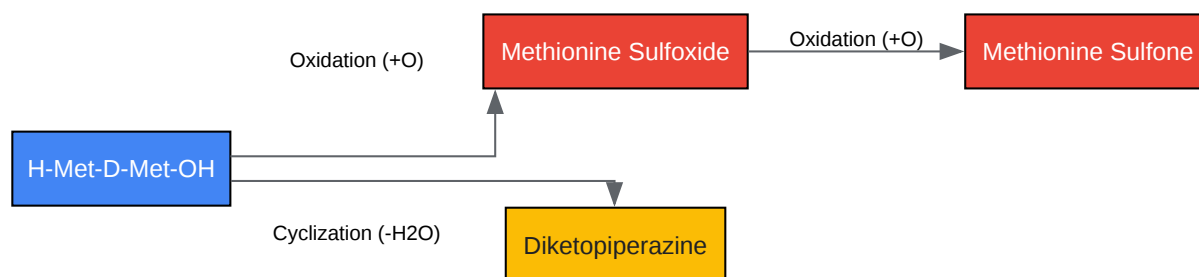 Methionine Sulfoxide
Oxidation (+O)
Methionine Sulfone
Oxidation (+O)
H-Met-D-Met-OH
Cyclization (-H2O)
Diketopiperazine